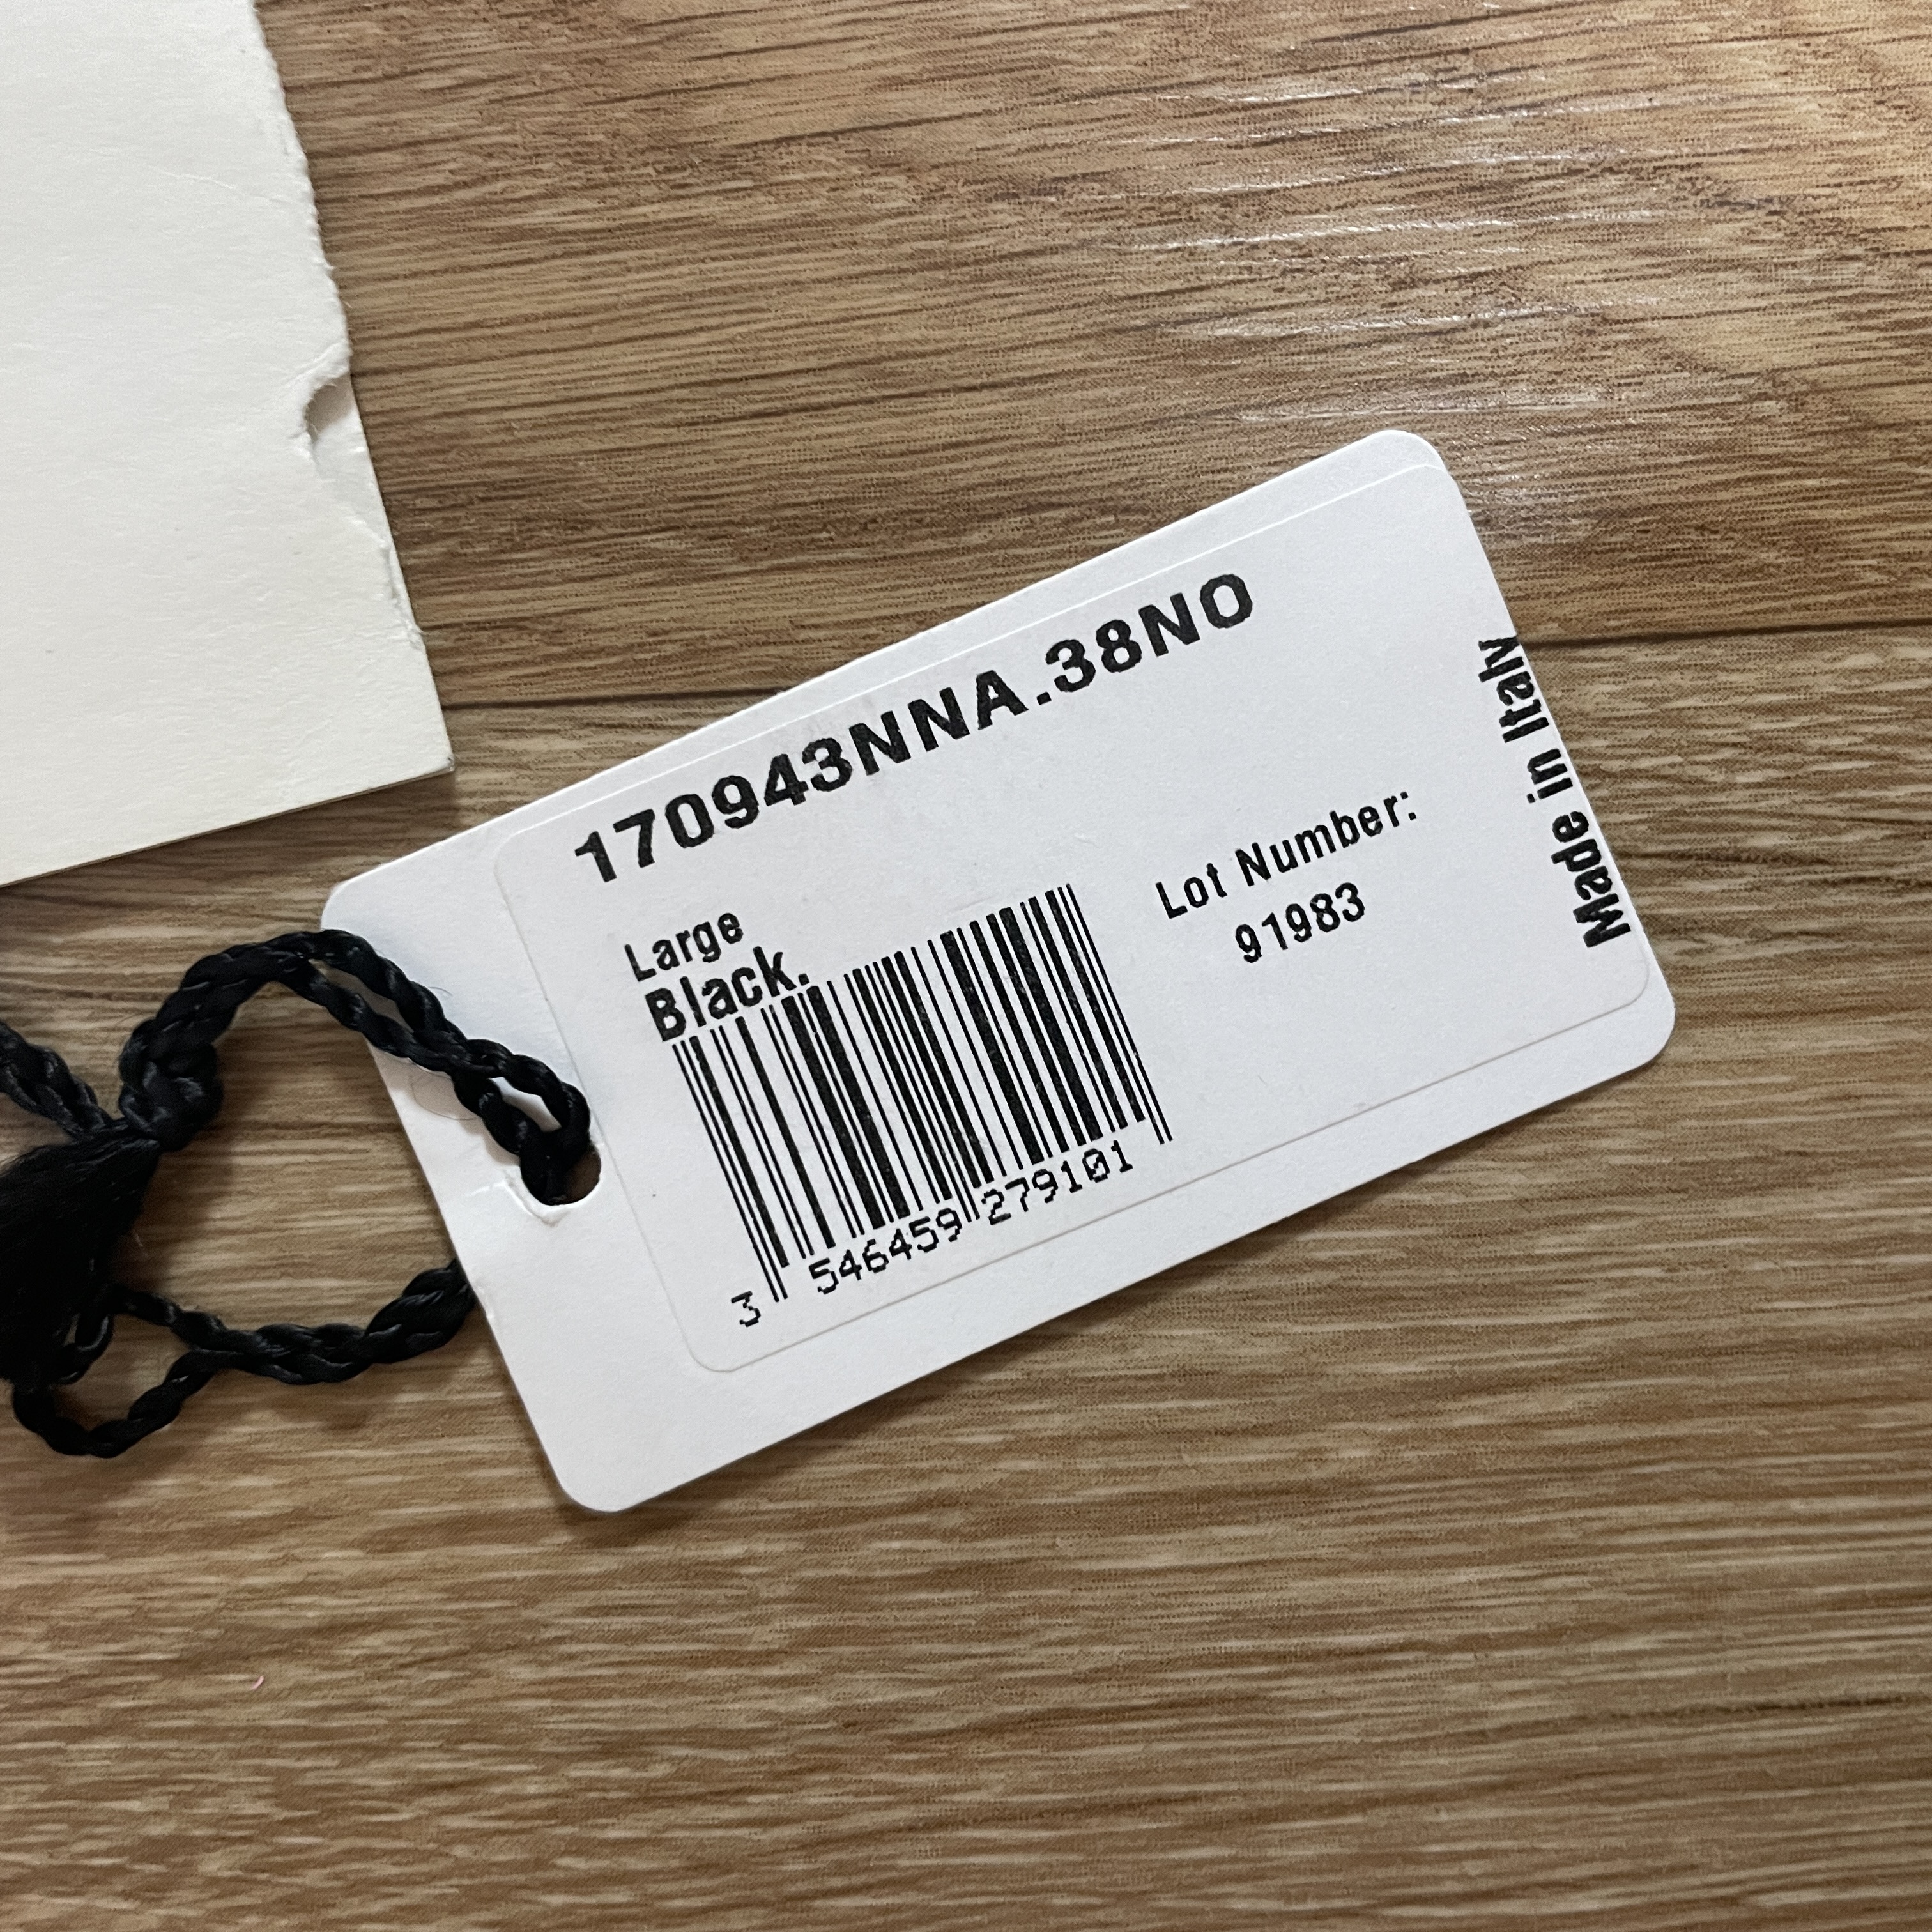 170943NNA.38NO
Large
Black.
Lot Number:
91983
3 546459 279101
Made in Italy